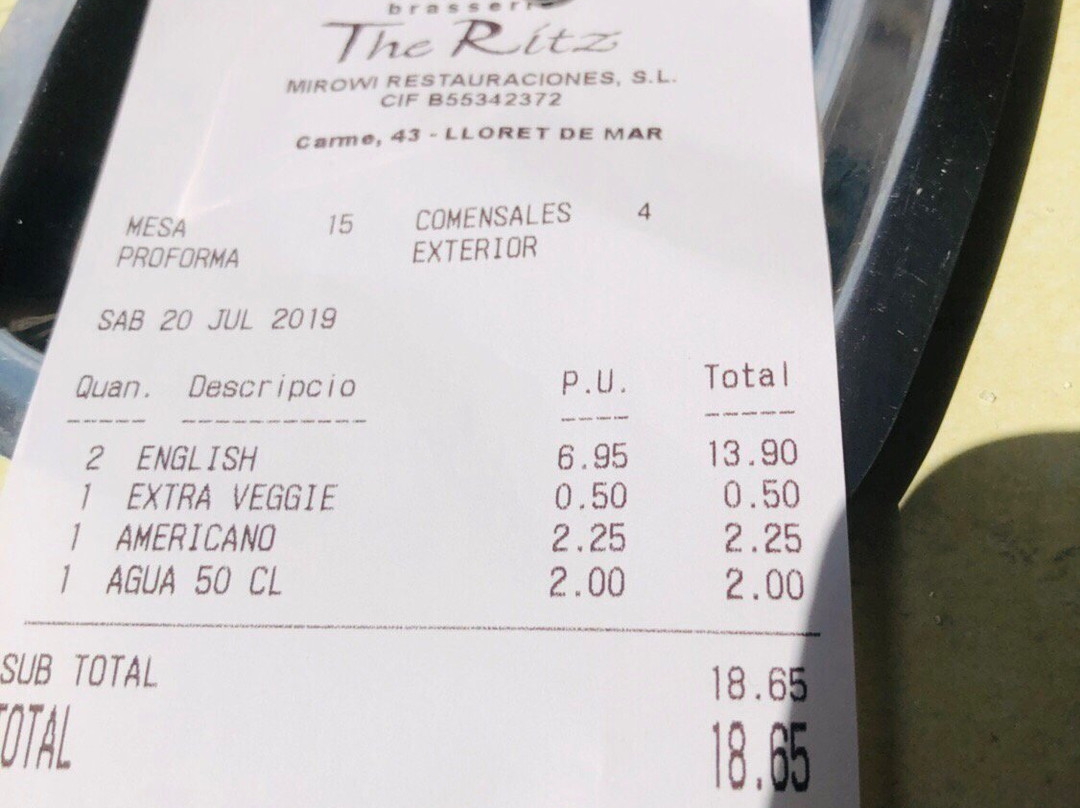 brasseri
The Ritz
MIROWI RESTAURACIONES, S.L.
CIF B55342372
Carme, 43 - LLORET DE MAR
MESA 15 COMENSALES 4
PROFORMA EXTERIOR
SAB 20 JUL 2019
Quan. Descripcio P.U. Total
2 ENGLISH 6.95 13.90
1 EXTRA VEGGIE 0.50 0.50
1 AMERICANO 2.25 2.25
1 AGUA 50 CL 2.00 2.00
SUB TOTAL 18.65
TOTAL 18.65